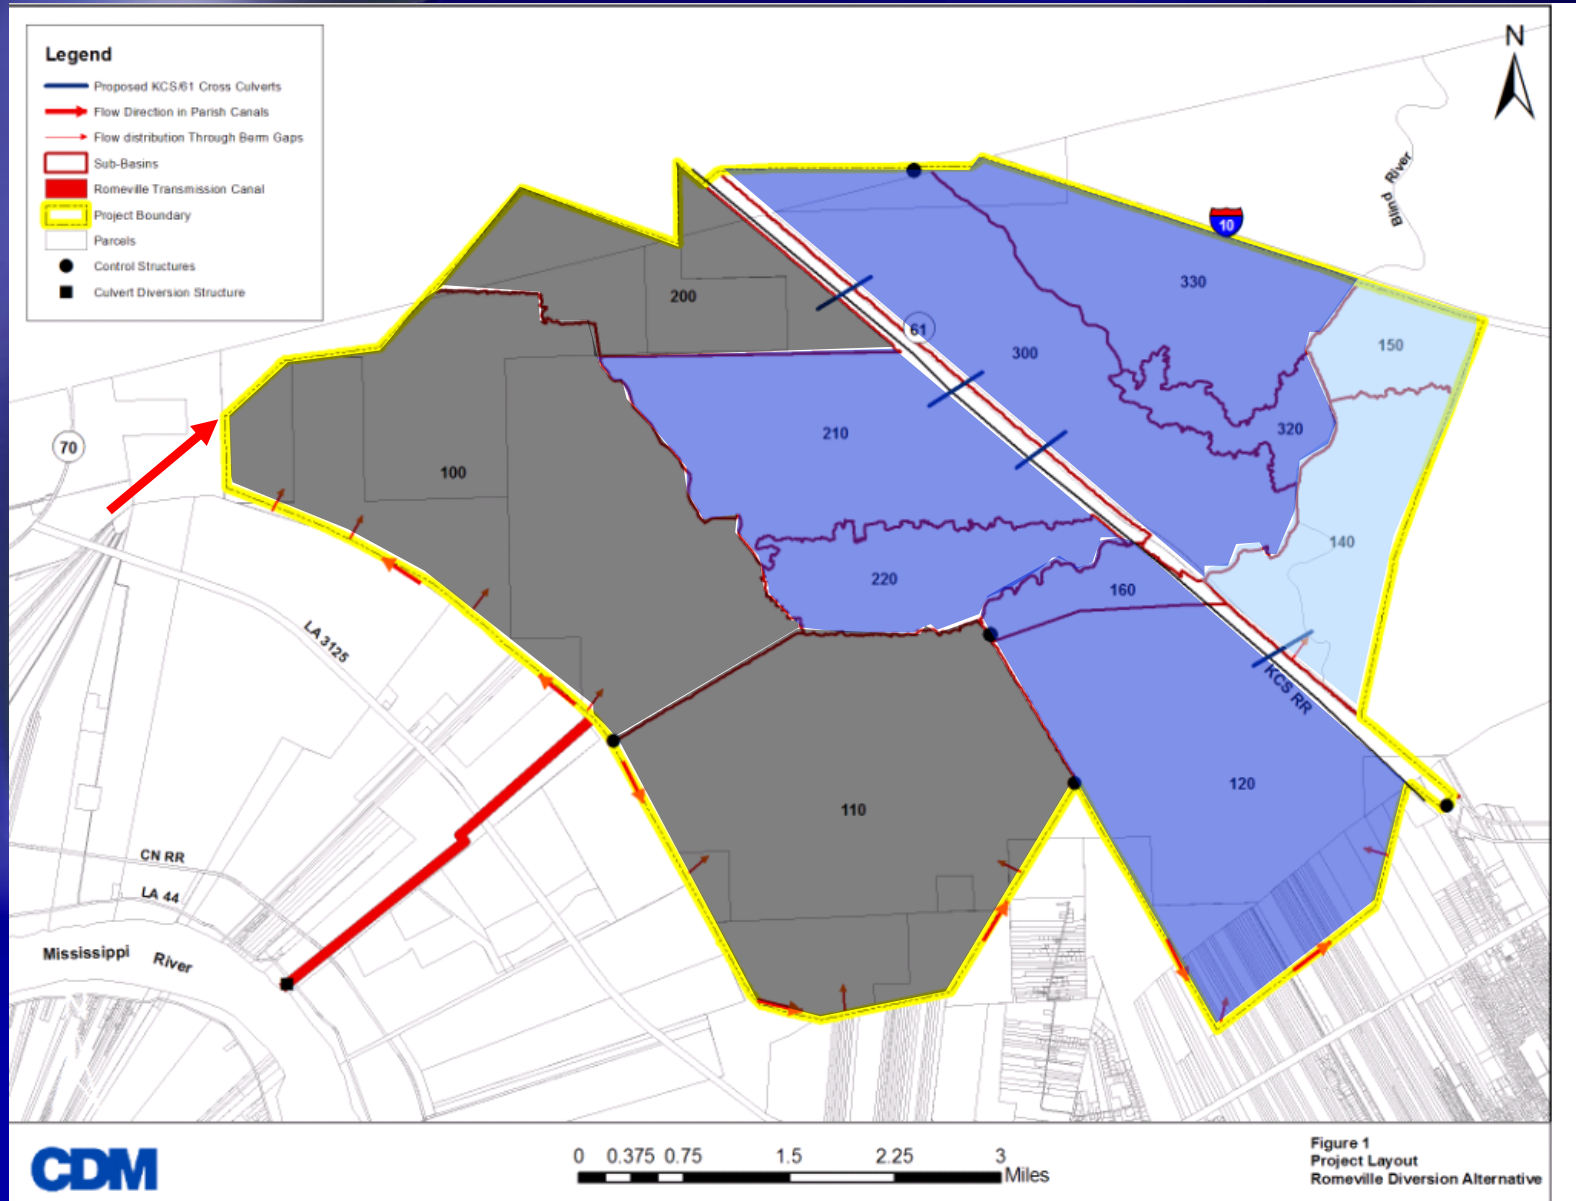 Legend
Proposed KCS/61 Cross Culverts
Flow Direction in Parish Canals
Flow distribution Through Berm Gaps
Sub-Basins
Romeville Transmission Canal
Project Boundary
Parcels
Control Structures
Culvert Diversion Structure
N
Blind River
10
330
200
61
300
150
320
210
70
100
140
220
160
LA 3125
KCS RR
120
110
CN RR
LA 44
Mississippi River
CDM
0 0.375 0.75 1.5 2.25 3
Miles
Figure 1
Project Layout
Romeville Diversion Alternative